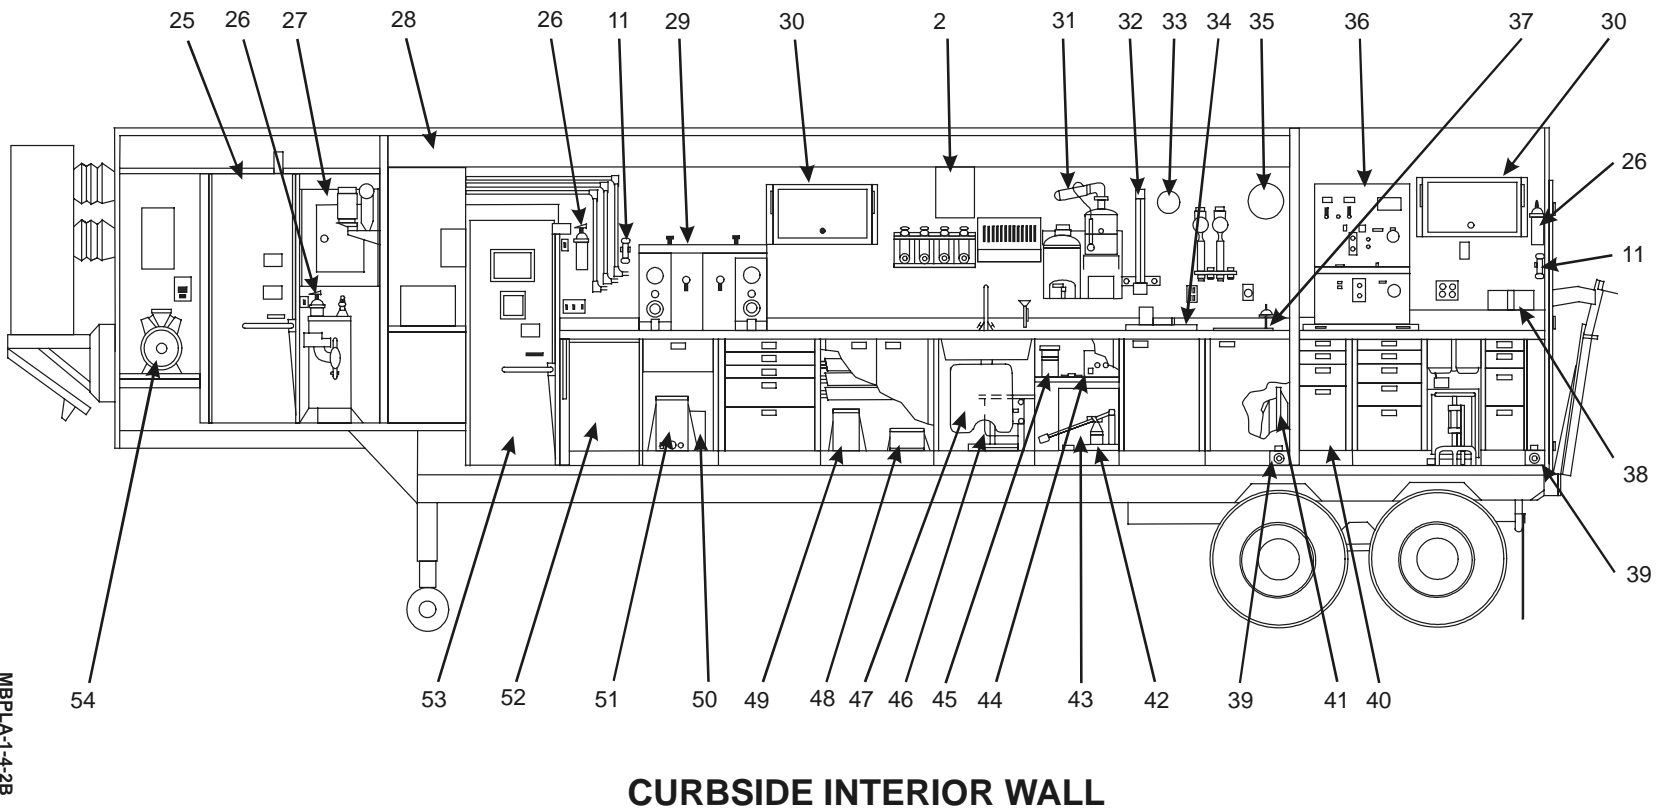 25 26 27 28 26 11 29 30 2 31 32 33 34 35 36 37 30
26
11
38
39
54 53 52 51 50 49 48 47 46 45 44 43 42 39 41 40
MBPLA-1-4-2B
CURBSIDE INTERIOR WALL